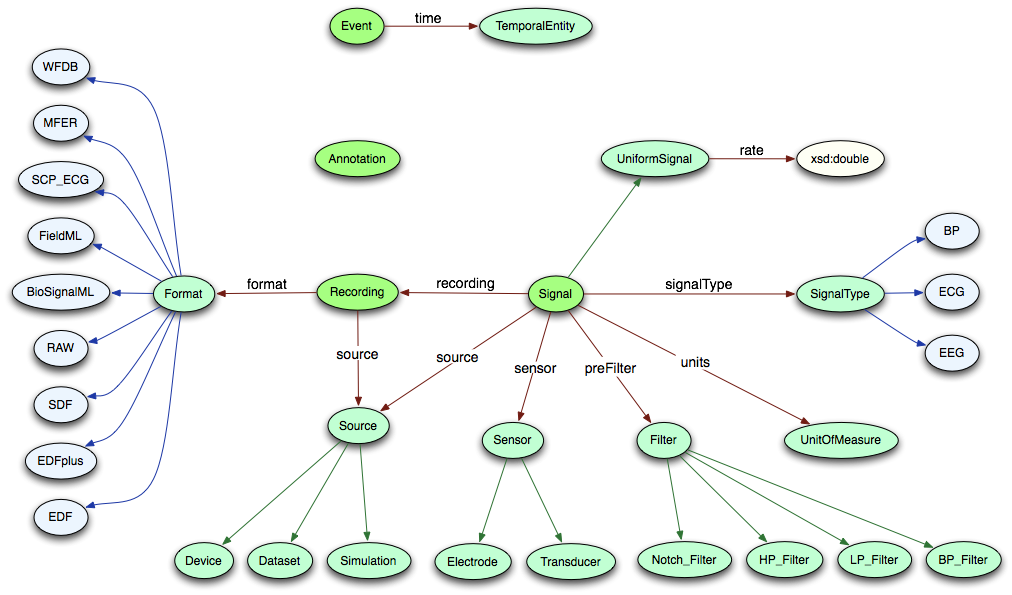 Event
time
TemporalEntity
WFDB
MFER
Annotation
UniformSignal
rate
xsd:double
SCP_ECG
FieldML
BP
BioSignalML
Format
format
Recording
recording
Signal
signalType
SignalType
ECG
RAW
source
source
sensor
preFilter
units
EEG
SDF
Source
Sensor
Filter
UnitOfMeasure
EDFplus
EDF
Device
Dataset
Simulation
Electrode
Transducer
Notch_Filter
HP_Filter
LP_Filter
BP_Filter